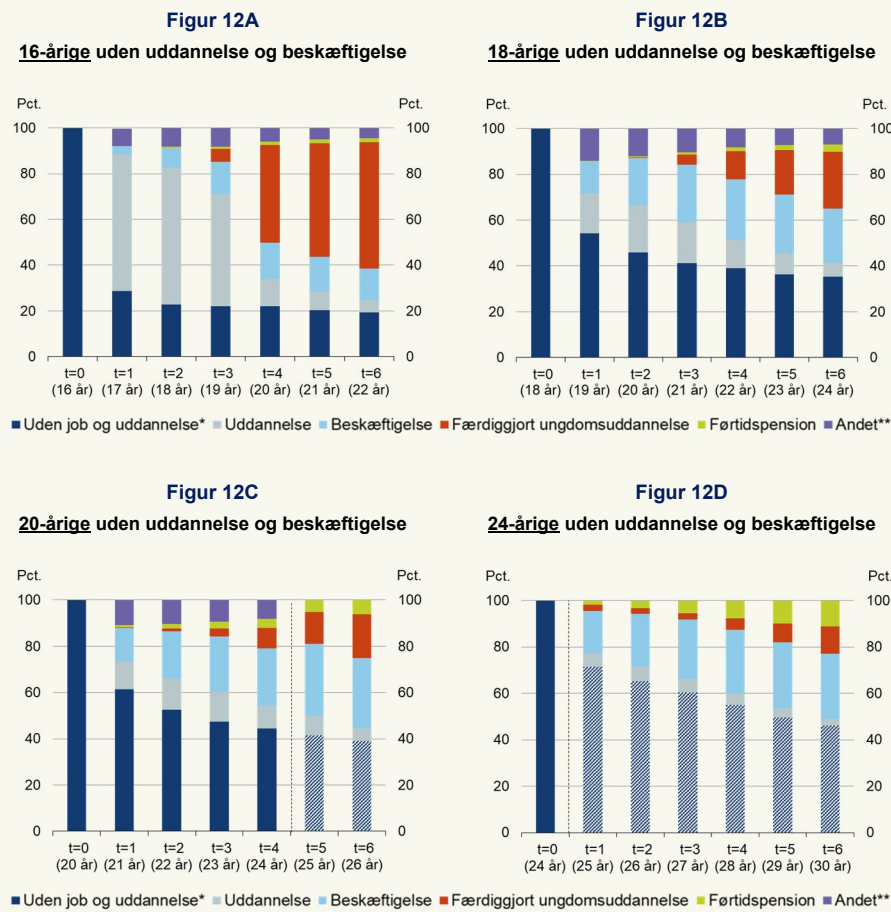 Figur 12A
16-årige uden uddannelse og beskæftigelse
Pct. Pct.
100 100
80 80
60 60
40 40
20 20
0 0
t=0 t=1 t=2 t=3 t=4 t=5 t=6
(16 år) (17 år) (18 år) (19 år) (20 år) (21 år) (22 år)
Figur 12B
18-årige uden uddannelse og beskæftigelse
Pct. Pct.
100 100
80 80
60 60
40 40
20 20
0 0
t=0 t=1 t=2 t=3 t=4 t=5 t=6
(18 år) (19 år) (20 år) (21 år) (22 år) (23 år) (24 år)
Uden job og uddannelse* Uddannelse Beskæftigelse Færdiggjort ungdomsuddannelse Førtidspension Andet**
Figur 12C
20-årige uden uddannelse og beskæftigelse
Pct. Pct.
100 100
80 80
60 60
40 40
20 20
0 0
t=0 t=1 t=2 t=3 t=4 t=5 t=6
(20 år) (21 år) (22 år) (23 år) (24 år) (25 år) (26 år)
Figur 12D
24-årige uden uddannelse og beskæftigelse
Pct. Pct.
100 100
80 80
60 60
40 40
20 20
0 0
t=0 t=1 t=2 t=3 t=4 t=5 t=6
(24 år) (25 år) (26 år) (27 år) (28 år) (29 år) (30 år)
Uden job og uddannelse* Uddannelse Beskæftigelse Færdiggjort ungdomsuddannelse Førtidspension Andet**